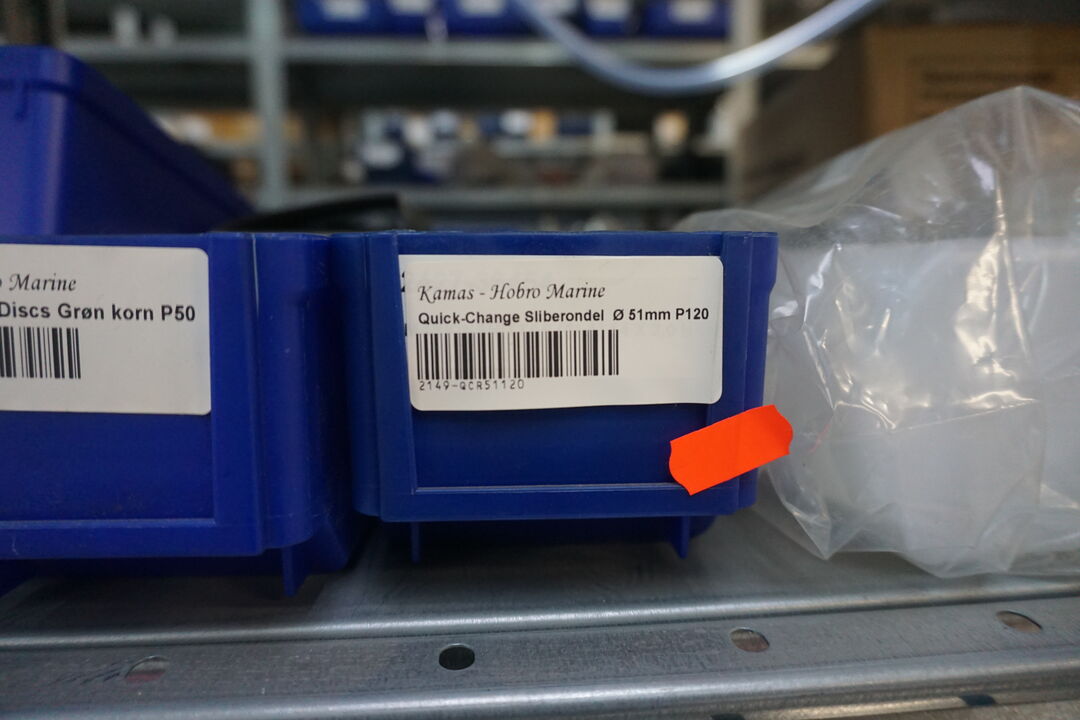 Marine
Discs Grøn korn P50
Kamas - Hobro Marine
Quick-Change Sliberondel Ø 51mm P120
2149-QCR51120